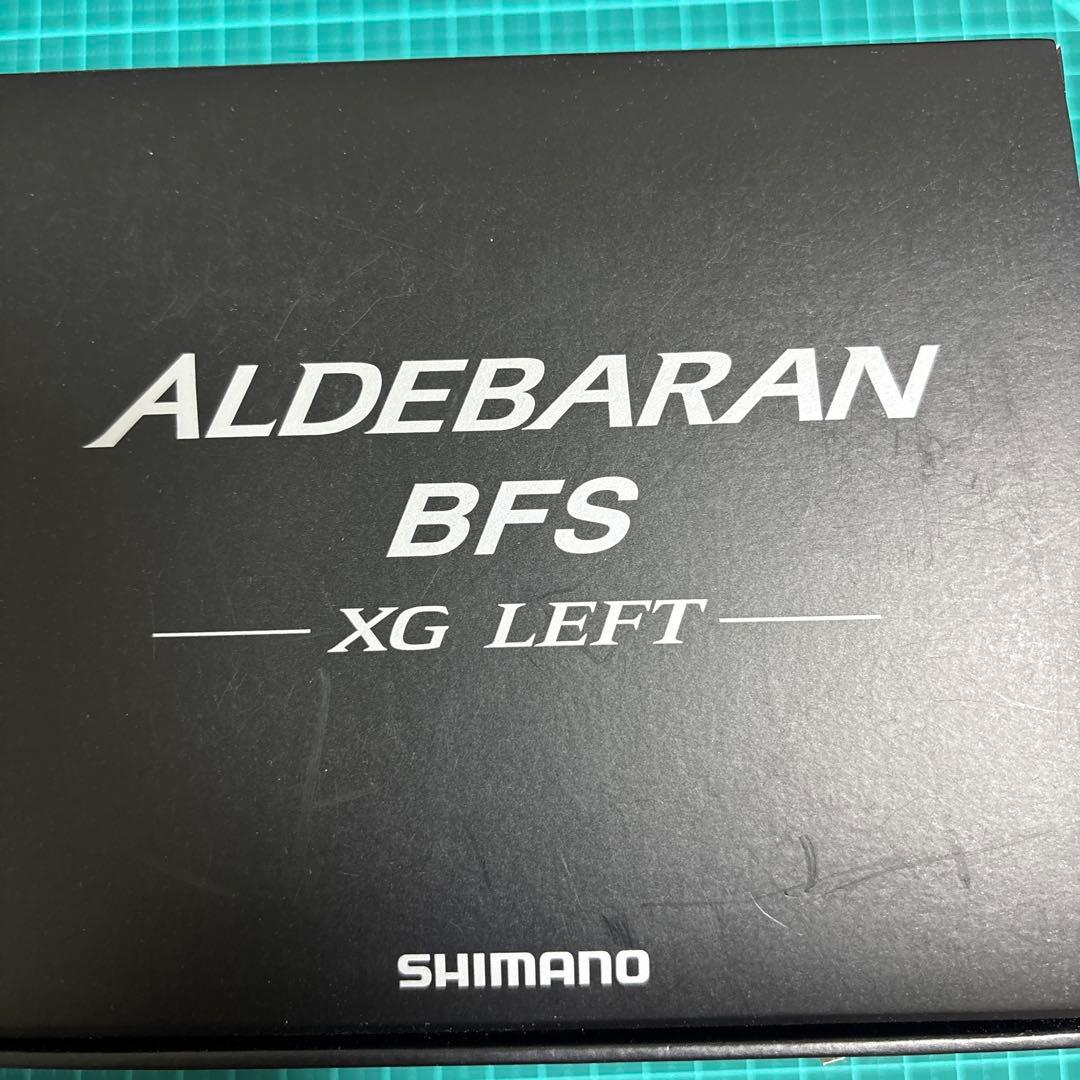 ALDEBARAN
BFS
XG LEFT
SHIMANO